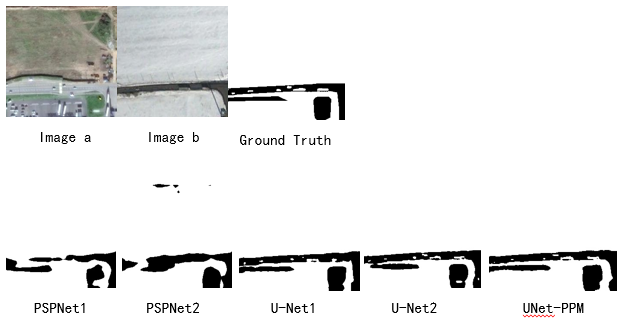 Image a
Image b
Ground Truth
PSPNet1
PSPNet2
U-Net1
U-Net2
UNet-PPM